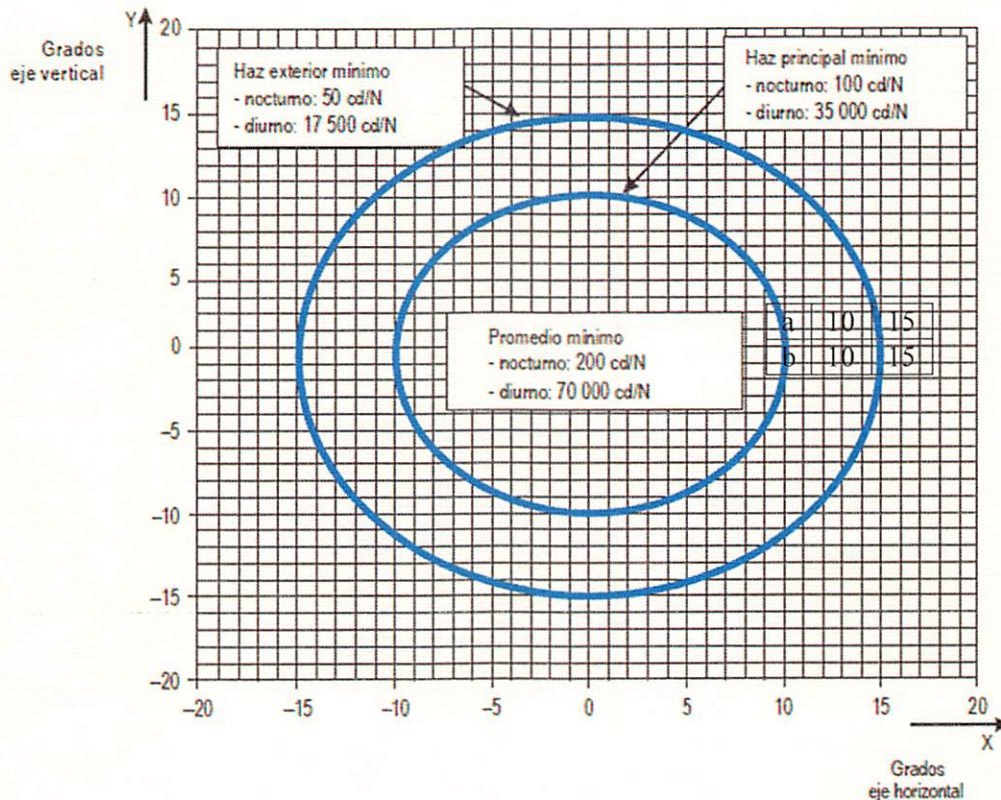 Y
Grados
eje vertical
20
15
10
5
0
–5
–10
–15
–20
Haz exterior mínimo
- nocturno: 50 cd/N
- diurno: 17 500 cd/N
Haz principal mínimo
- nocturno: 100 cd/N
- diurno: 35 000 cd/N
Promedio mínimo
- nocturno: 200 cd/N
- diurno: 70 000 cd/N
a 10 15
b 10 15
–20 –15 –10 –5 0 5 10 15 20
X
Grados
eje horizontal